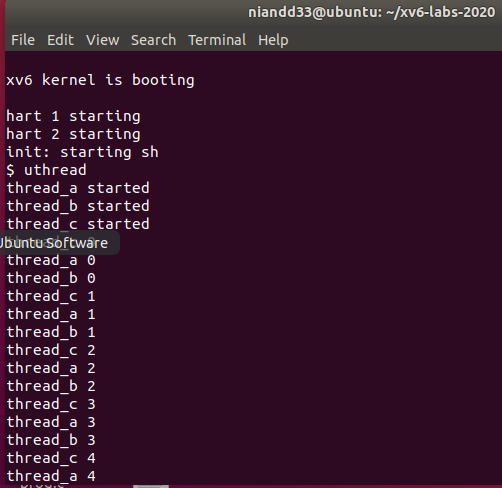 niandd33@ubuntu: ~/xv6-labs-2020
File Edit View Search Terminal Help
xv6 kernel is booting
hart 1 starting
hart 2 starting
init: starting sh
$ uthread
thread_a started
thread_b started
thread_c started
Ubuntu Software
thread_a 0
thread_b 0
thread_c 1
thread_a 1
thread_b 1
thread_c 2
thread_a 2
thread_b 2
thread_c 3
thread_a 3
thread_b 3
thread_c 4
thread_a 4